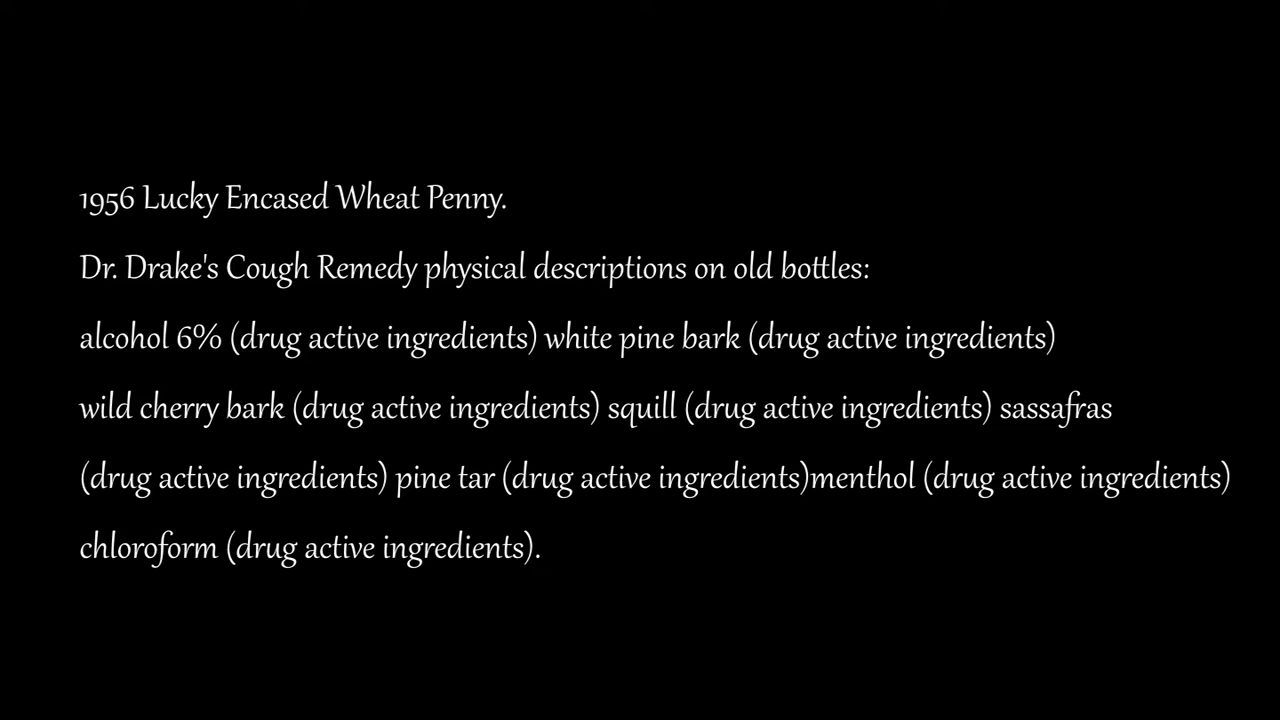 1956 Lucky Encased Wheat Penny.
Dr. Drake's Cough Remedy physical descriptions on old bottles:
alcohol 6% (drug active ingredients) white pine bark (drug active ingredients)
wild cherry bark (drug active ingredients) squill (drug active ingredients) sassafras
(drug active ingredients) pine tar (drug active ingredients)menthol (drug active ingredients)
chloroform (drug active ingredients).